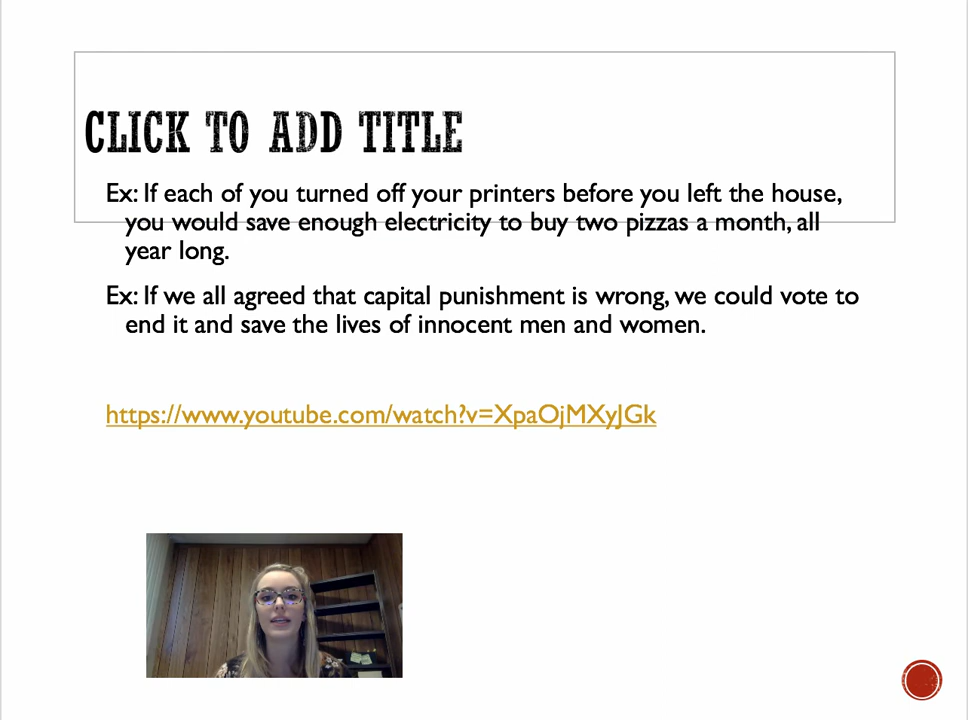 CLICK TO ADD TITLE
Ex: If each of you turned off your printers before you left the house,
you would save enough electricity to buy two pizzas a month, all
year long.
Ex: If we all agreed that capital punishment is wrong, we could vote to
end it and save the lives of innocent men and women.
https://www.youtube.com/watch?v=XpaOjMXyJGk